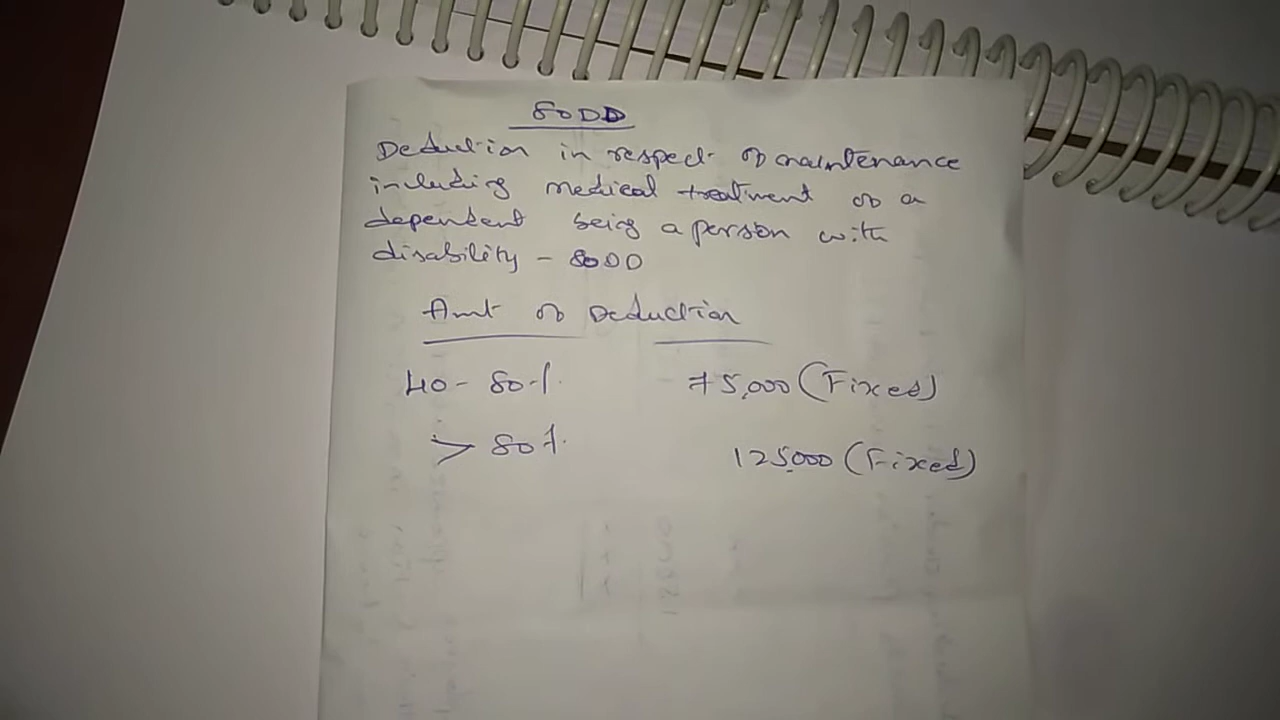 80DD
Deduction in respect of maintenance
including medical treatment of a
dependent being a person with
disability - 80DD
Amt of Deduction
40 - 80% 75,000 (Fixed)
> 80% 125000 (Fixed)